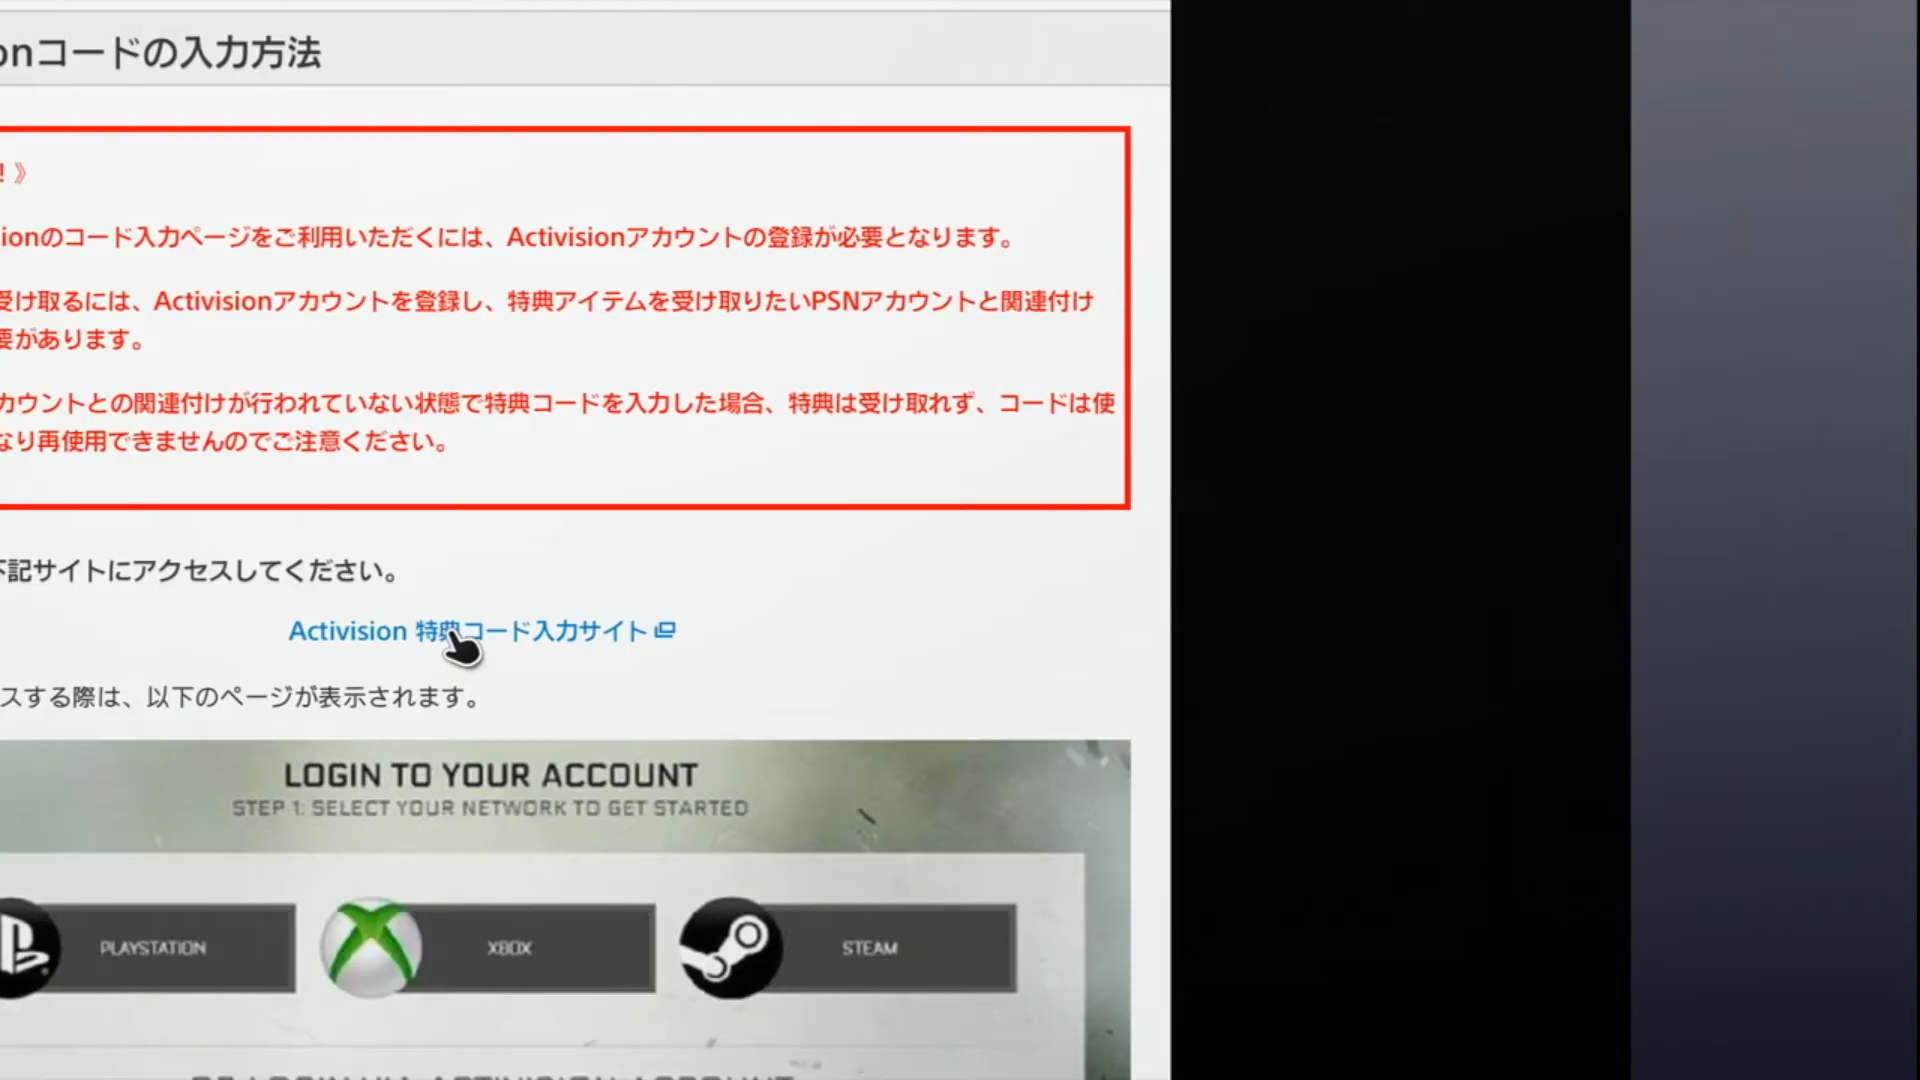 onコードの入力方法
！》
ionのコード入力ページをご利用いただくには、Activisionアカウントの登録が必要となります。
受け取るには、Activisionアカウントを登録し、特典アイテムを受け取りたいPSNアカウントと関連付け
要があります。
カウントとの関連付けが行われていない状態で特典コードを入力した場合、特典は受け取れず、コードは使
なり再使用できませんのでご注意ください。
下記サイトにアクセスしてください。
Activision 特典コード入力サイト
スする際は、以下のページが表示されます。
LOGIN TO YOUR ACCOUNT
STEP 1: SELECT YOUR NETWORK TO GET STARTED
PLAYSTATION
XBOX
STEAM